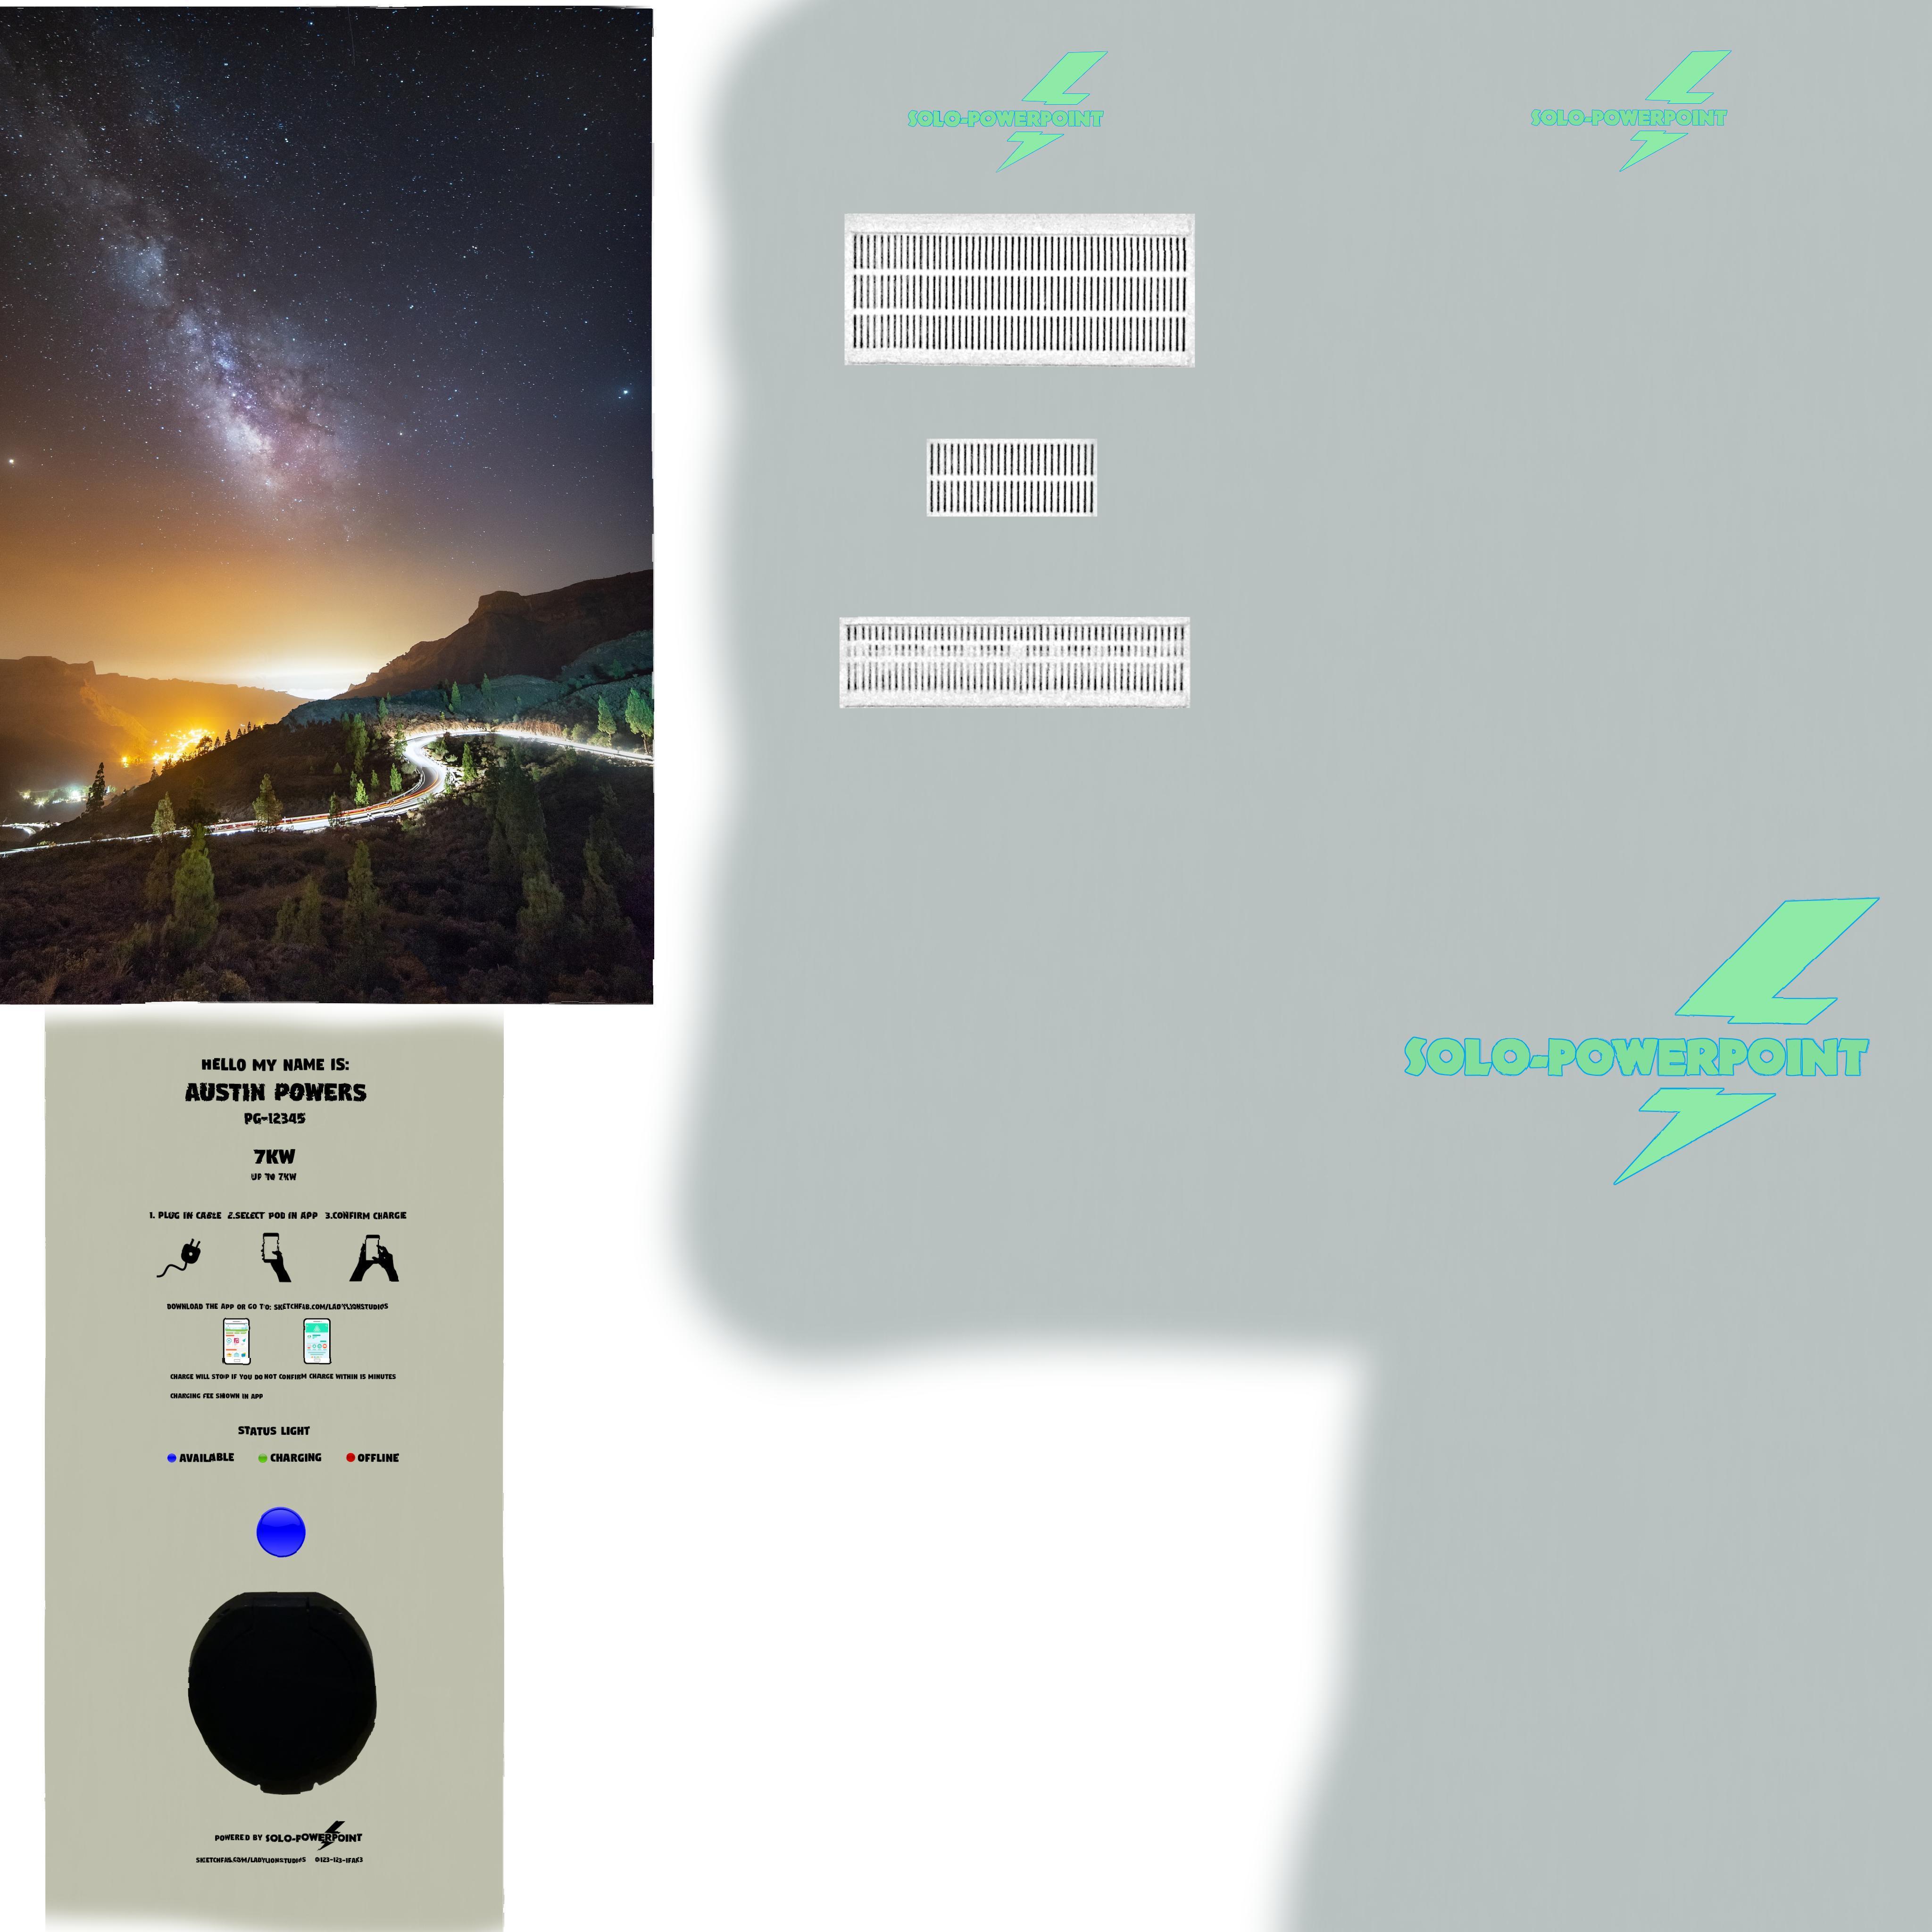 SOLO-POWERPOINT
SOLO-POWERPOINT
SOLO-POWERPOINT
HELLO MY NAME IS:
AUSTIN POWERS
PG-12345
7KW
UP TO 7KW
1. PLUG IN CABLE 2.SELECT POD IN APP 3.CONFIRM CHARGE
DOWNLOAD THE APP OR GO TO: SKETCHFAB.COM/LADYLIONSTUDIOS
CHARGE WILL STOP IF YOU DO NOT CONFIRM CHARGE WITHIN 15 MINUTES
CHARGING FEE SHOWN IN APP
STATUS LIGHT
AVAILABLE CHARGING OFFLINE
POWERED BY SOLO-POWERPOINT
SKETCHFAB.COM/LADYLIONSTUDIOS 0123-123-1FAK3